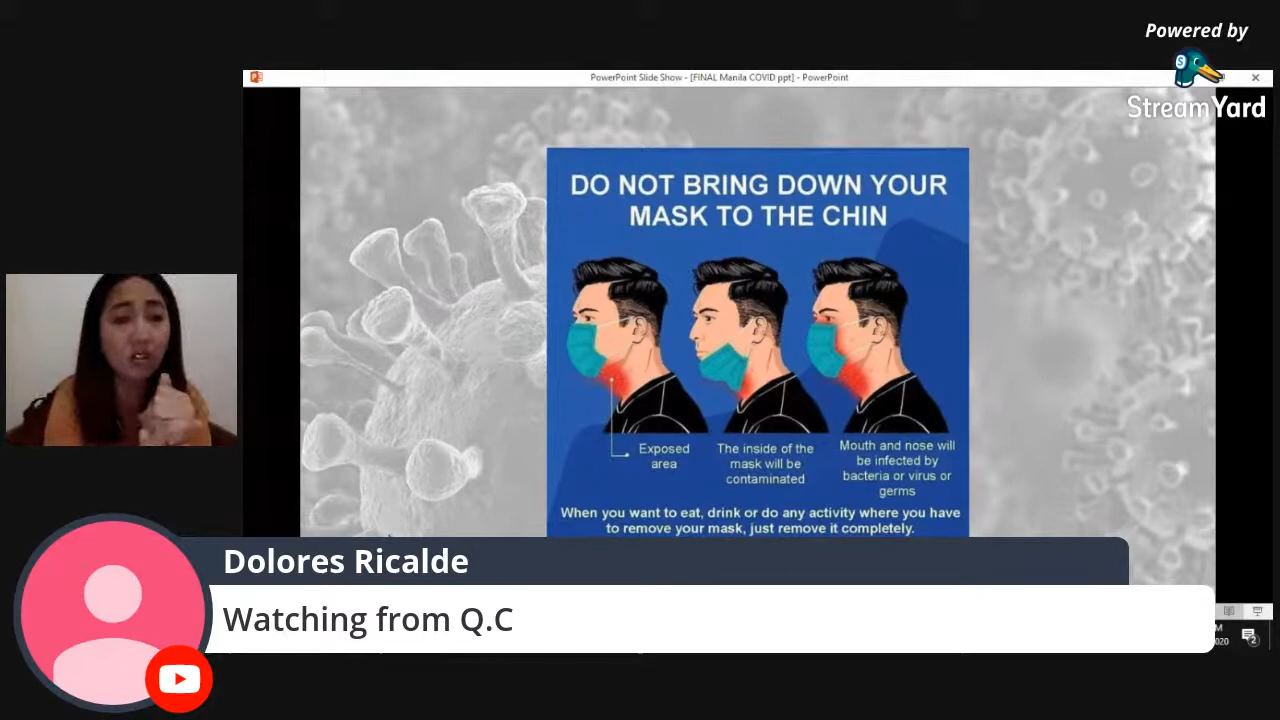 Powered by
StreamYard
PowerPoint Slide Show - [FINAL Manila COVID ppt] - PowerPoint
DO NOT BRING DOWN YOUR
MASK TO THE CHIN
Exposed
area
The inside of the
mask will be
contaminated
Mouth and nose will
be infected by
bacteria or virus or
germs
When you want to eat, drink or do any activity where you have
to remove your mask, just remove it completely.
Dolores Ricalde
Watching from Q.C
M
020
2